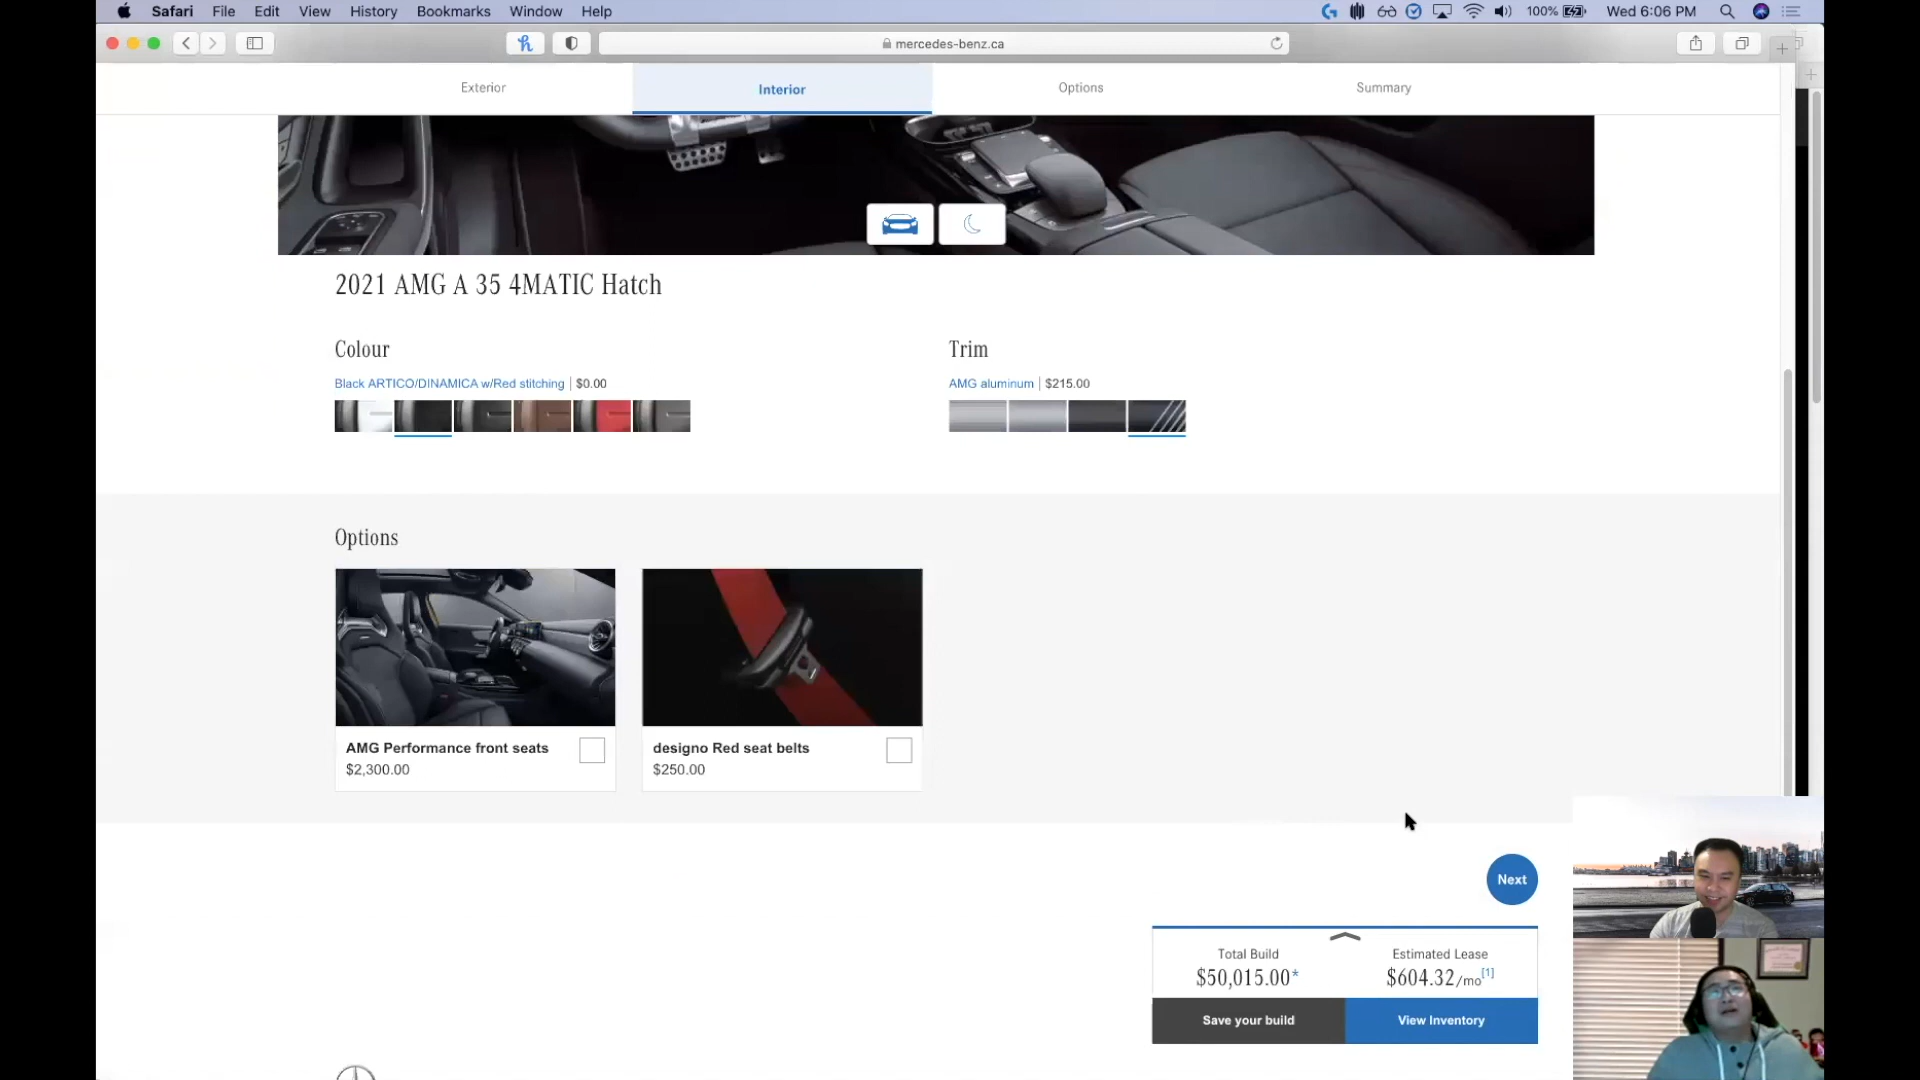 Safari File Edit View History Bookmarks Window Help 100% Wed 6:06 PM
mercedes-benz.ca
Exterior Interior Options Summary
2021 AMG A 35 4MATIC Hatch
Colour
Black ARTICO/DINAMICA w/Red stitching | $0.00
Trim
AMG aluminum | $215.00
Options
AMG Performance front seats
$2,300.00
designo Red seat belts
$250.00
Next
Total Build
$50,015.00*
Estimated Lease
$604.32/mo[1]
Save your build
View Inventory